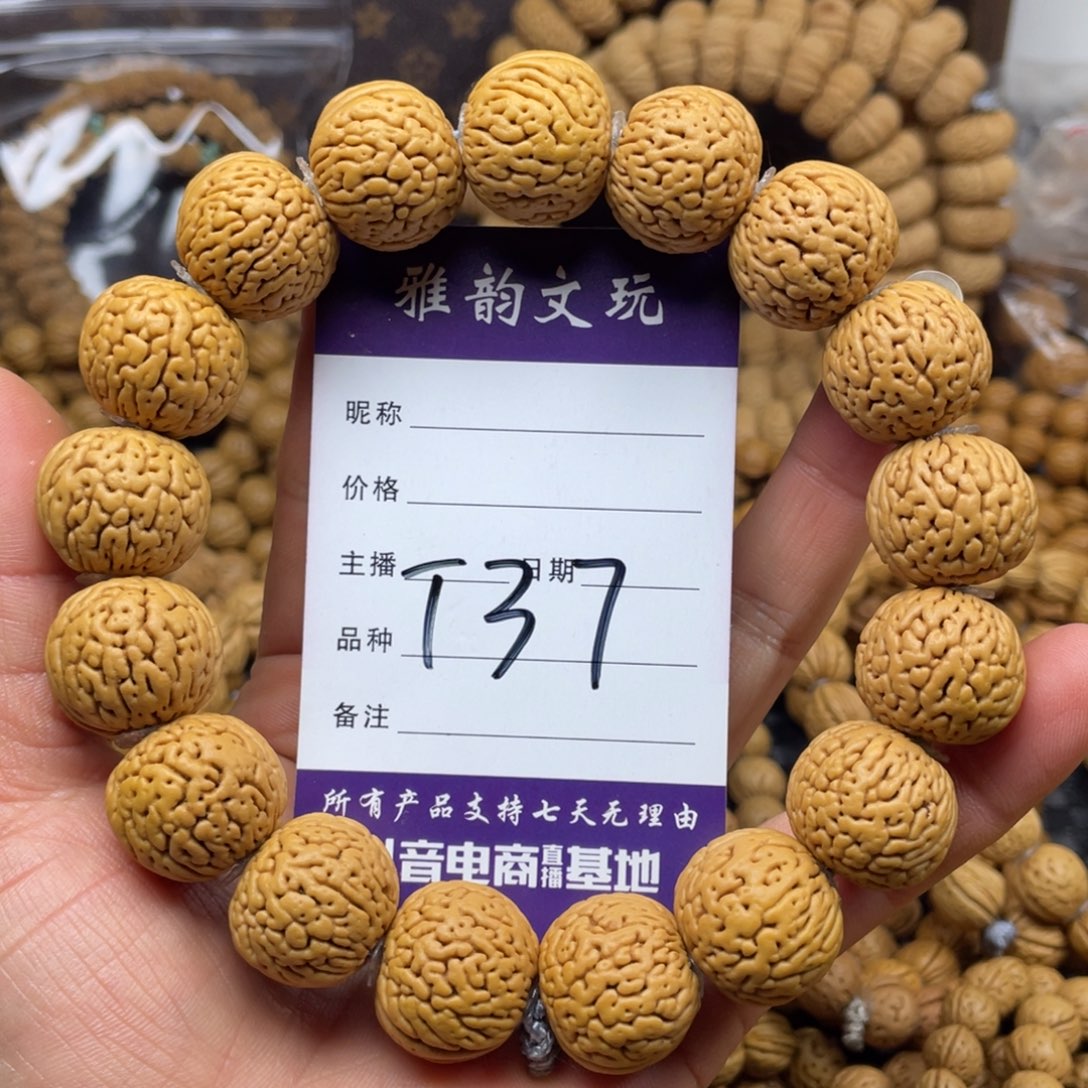 雅韵文玩
昵称
价格
主播 日期
T37
品种
备注
所有产品支持七天无理由
音电商直播基地